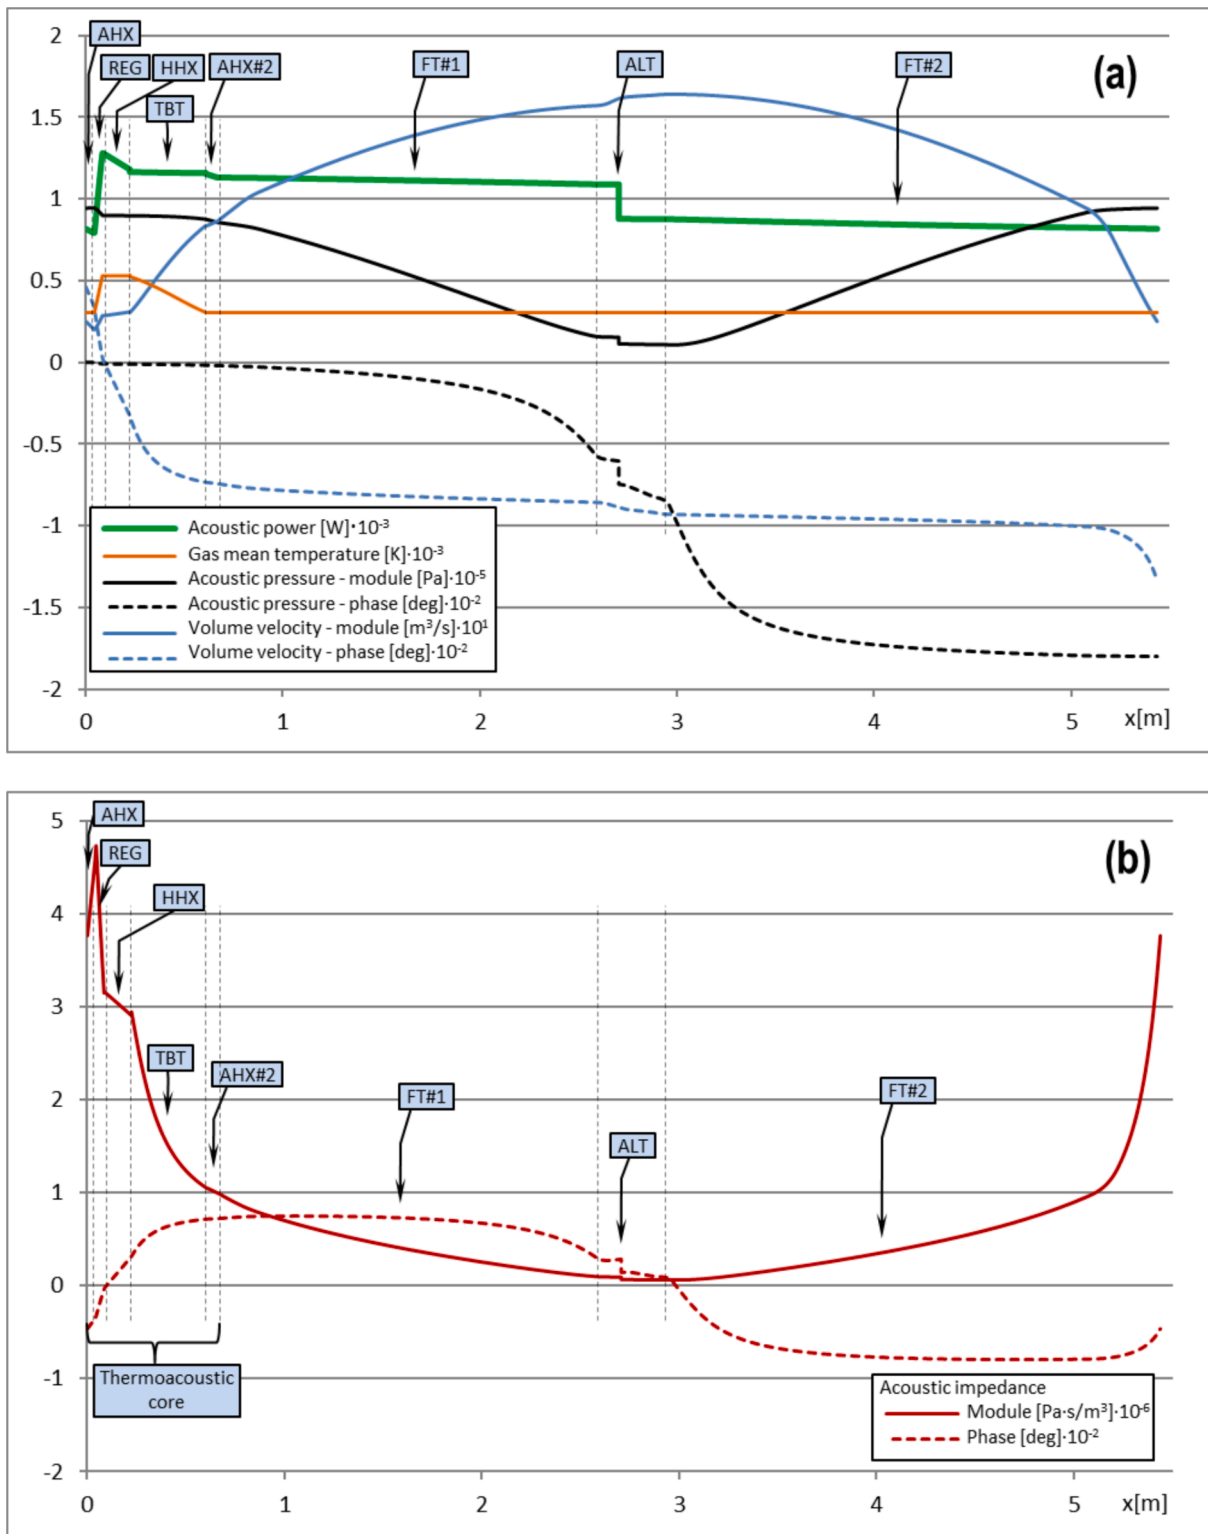 2
AHX
REG
HHX
AHX#2
FT#1
ALT
FT#2
(a)
TBT
1.5
1
0.5
0
-0.5
-1
-1.5
-2
Acoustic power [W]·10⁻³
Gas mean temperature [K]·10⁻³
Acoustic pressure - module [Pa]·10⁻⁵
Acoustic pressure - phase [deg]·10⁻²
Volume velocity - module [m³/s]·10¹
Volume velocity - phase [deg]·10⁻²
0 1 2 3 4 5 x[m]
5
AHX
REG
HHX
(b)
4
3
TBT
AHX#2
FT#1
FT#2
2
ALT
1
0
-1
-2
Thermoacoustic
core
Acoustic impedance
Module [Pa·s/m³]·10⁻⁶
Phase [deg]·10⁻²
0 1 2 3 4 5 x[m]